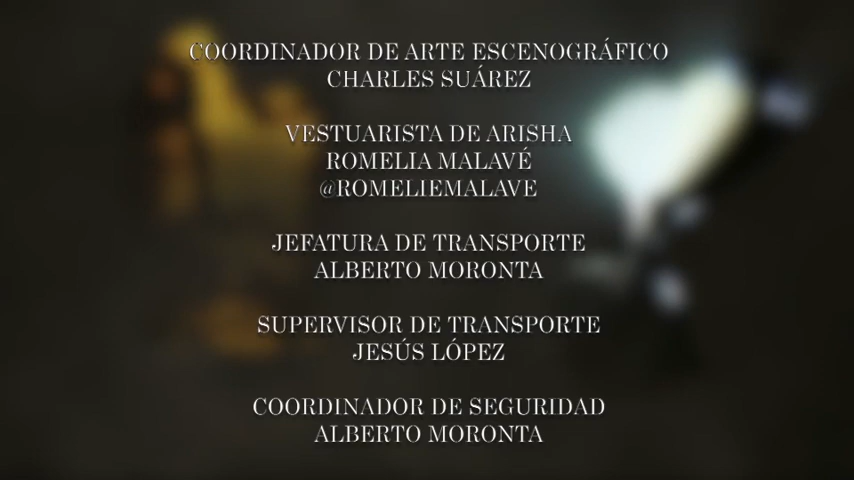 COORDINADOR DE ARTE ESCENOGRÁFICO
CHARLES SUÁREZ
VESTUARISTA DE ARISHA
ROMELIA MALAVÉ
@ROMELIEMALAVE
JEFATURA DE TRANSPORTE
ALBERTO MORONTA
SUPERVISOR DE TRANSPORTE
JESÚS LÓPEZ
COORDINADOR DE SEGURIDAD
ALBERTO MORONTA